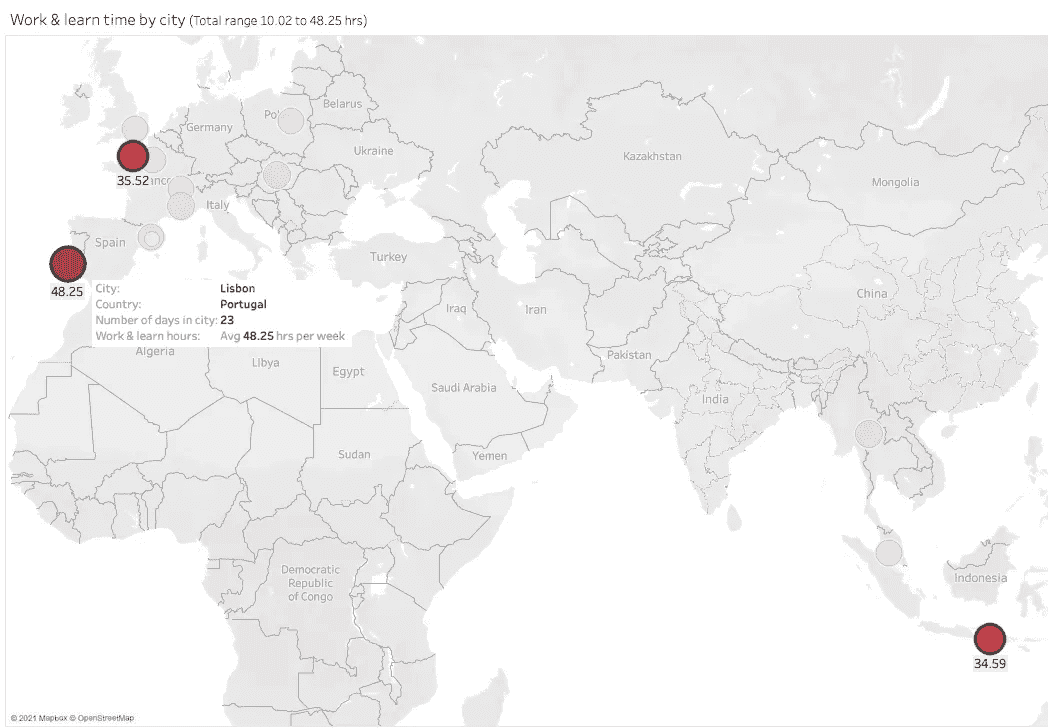 Work & learn time by city (Total range 10.02 to 48.25 hrs)
Belarus
Germany
Ukraine
Kazakhstan
Mongolia
35.52
Italy
Spain
Turkey
48.25
City: Lisbon
Country: Portugal
Number of days in city: 23
Work & learn hours: Avg 48.25 hrs per week
China
Iraq
Iran
Algeria
Libya
Egypt
Pakistan
Saudi Arabia
India
Sudan
Yemen
Democratic
Republic
of Congo
Indonesia
34.59
© 2021 Mapbox © OpenStreetMap